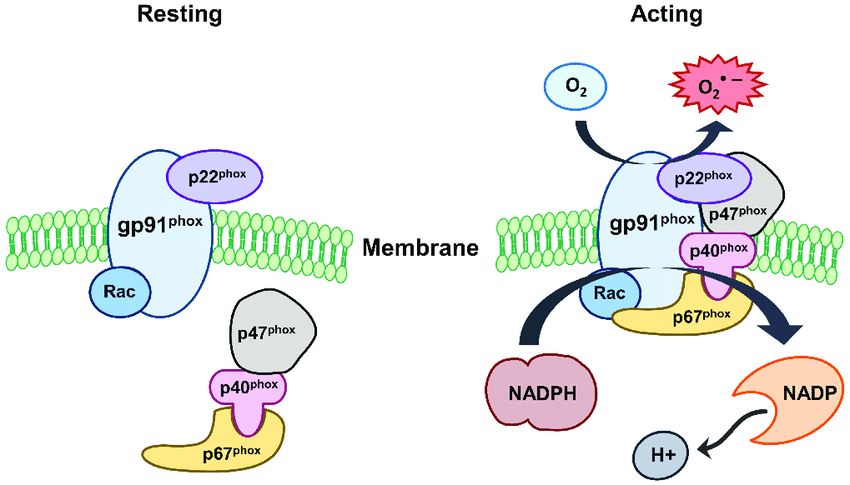 Resting
Acting
O₂
O₂•−
p22phox
gp91phox
Rac
p47phox
p40phox
p67phox
Membrane
p22phox
gp91phox
p47phox
p40phox
Rac
p67phox
NADPH
NADP
H+